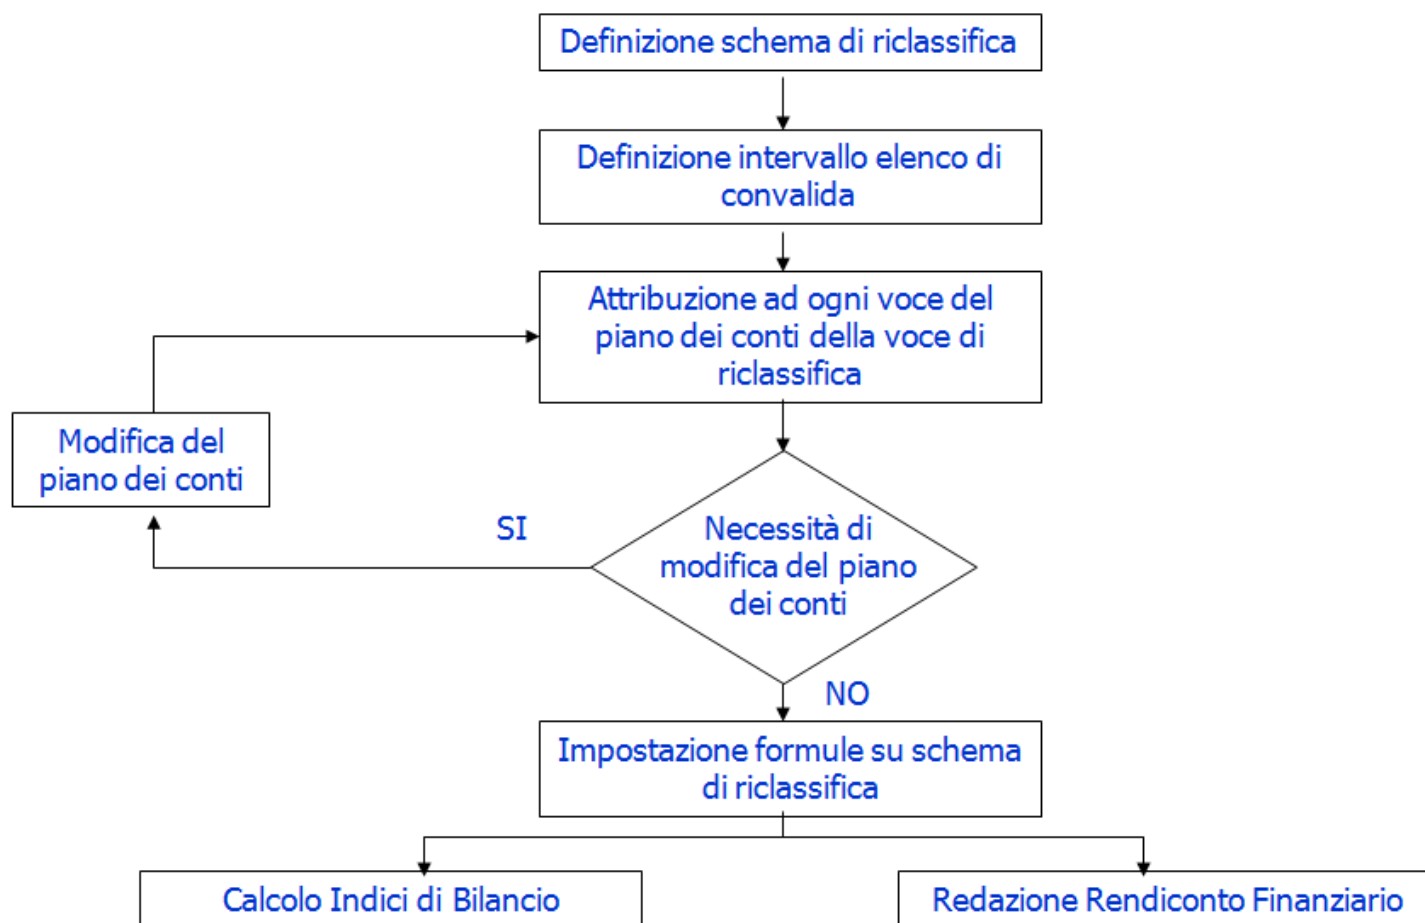 Definizione schema di riclassifica
Definizione intervallo elenco di
convalida
Attribuzione ad ogni voce del
piano dei conti della voce di
riclassifica
Modifica del
piano dei conti
SI
Necessità di
modifica del piano
dei conti
NO
Impostazione formule su schema
di riclassifica
Calcolo Indici di Bilancio
Redazione Rendiconto Finanziario